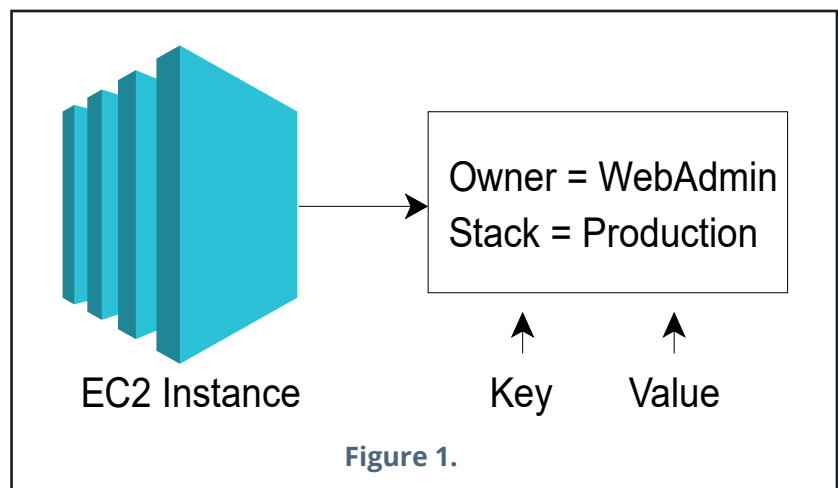 Owner = WebAdmin
Stack = Production
EC2 Instance
Key
Value
Figure 1.